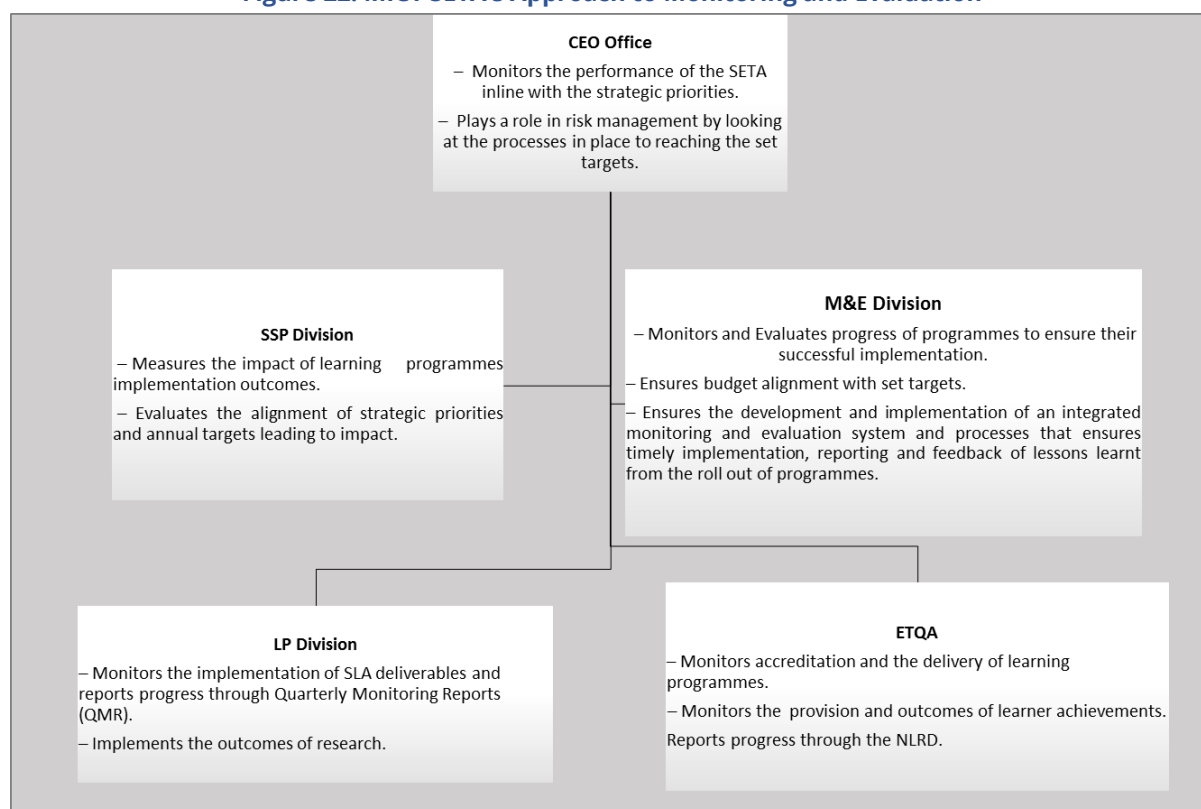 CEO Office
– Monitors the performance of the SETA
inline with the strategic priorities.
– Plays a role in risk management by looking
at the processes in place to reaching the set
targets.
SSP Division
– Measures the impact of learning programmes
implementation outcomes.
– Evaluates the alignment of strategic priorities
and annual targets leading to impact.
M&E Division
– Monitors and Evaluates progress of programmes to ensure their
successful implementation.
– Ensures budget alignment with set targets.
– Ensures the development and implementation of an integrated
monitoring and evaluation system and processes that ensures
timely implementation, reporting and feedback of lessons learnt
from the roll out of programmes.
LP Division
– Monitors the implementation of SLA deliverables and
reports progress through Quarterly Monitoring Reports
(QMR).
– Implements the outcomes of research.
ETQA
– Monitors accreditation and the delivery of learning
programmes.
– Monitors the provision and outcomes of learner achievements.
Reports progress through the NLRD.